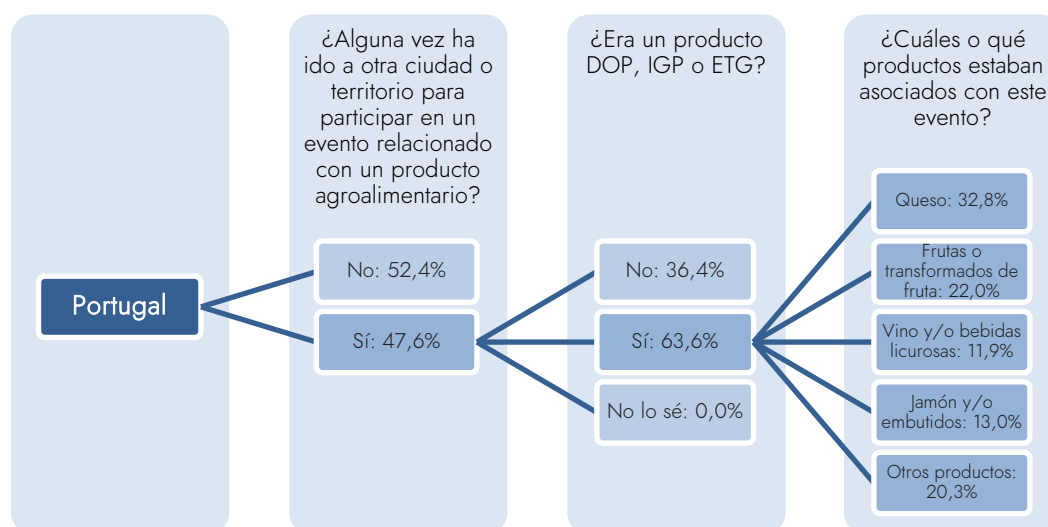 Portugal
¿Alguna vez ha
ido a otra ciudad o
territorio para
participar en un
evento relacionado
con un producto
agroalimentario?
No: 52,4%
Sí: 47,6%
¿Era un producto
DOP, IGP o ETG?
No: 36,4%
Sí: 63,6%
No lo sé: 0,0%
¿Cuáles o qué
productos estaban
asociados con este
evento?
Queso: 32,8%
Frutas o
transformados de
fruta: 22,0%
Vino y/o bebidas
licurosas: 11,9%
Jamón y/o
embutidos: 13,0%
Otros productos:
20,3%